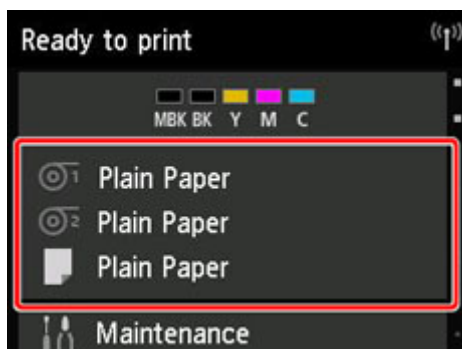 Ready to print
MBK BK Y M C
1 Plain Paper
2 Plain Paper
Plain Paper
Maintenance